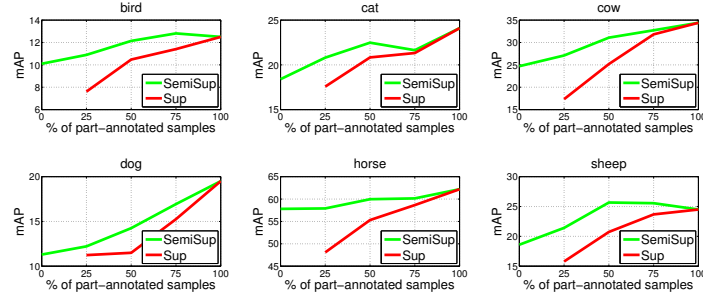 bird
14
12
10
8
6
mAP
SemiSup
Sup
0 25 50 75 100
% of part-annotated samples
cat
25
20
15
mAP
SemiSup
Sup
0 25 50 75 100
% of part-annotated samples
cow
35
30
25
20
15
mAP
SemiSup
Sup
0 25 50 75 100
% of part-annotated samples
dog
20
15
10
mAP
SemiSup
Sup
0 25 50 75 100
% of part-annotated samples
horse
65
60
55
50
45
mAP
SemiSup
Sup
0 25 50 75 100
% of part-annotated samples
sheep
30
25
20
15
mAP
SemiSup
Sup
0 25 50 75 100
% of part-annotated samples